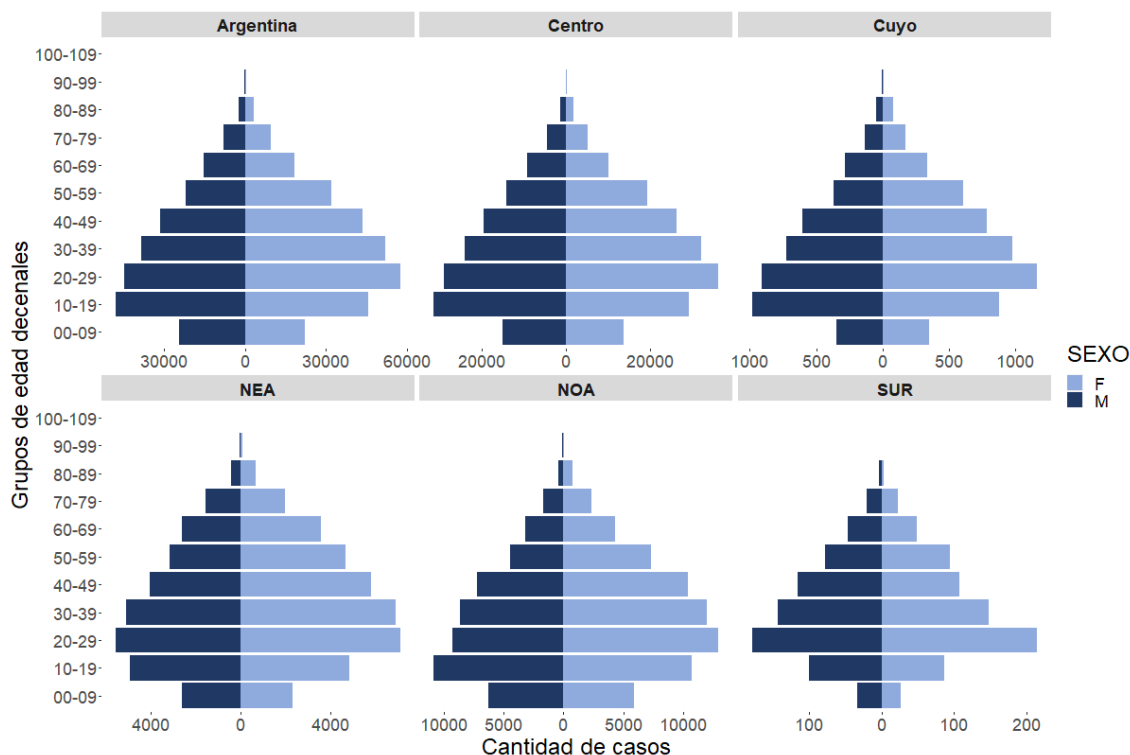 Argentina Centro Cuyo
Grupos de edad decenales
100-109
90-99
80-89
70-79
60-69
50-59
40-49
30-39
20-29
10-19
00-09
30000 0 30000 60000 20000 0 20000 1000 500 0 500 1000
SEXO
F
M
NEA NOA SUR
100-109
90-99
80-89
70-79
60-69
50-59
40-49
30-39
20-29
10-19
00-09
4000 0 4000 10000 5000 0 5000 10000 100 0 100 200
Cantidad de casos